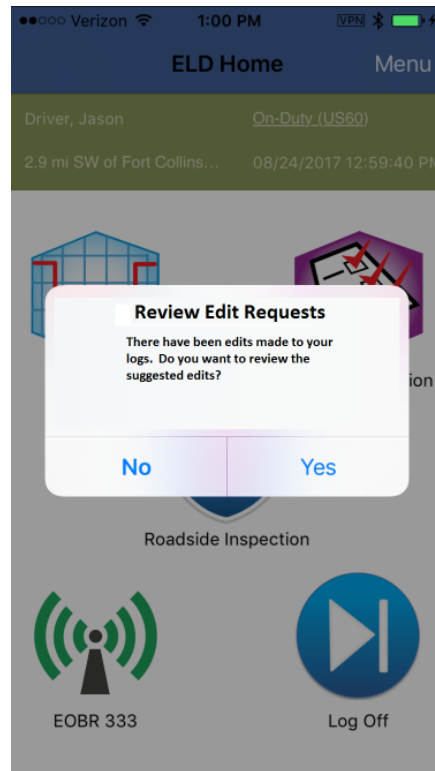 Verizon 1:00 PM VPN
ELD Home Menu
Driver, Jason On-Duty (US60)
2.9 mi SW of Fort Collins... 08/24/2017 12:59:40 PM
Review Edit Requests
There have been edits made to your
logs. Do you want to review the
suggested edits?
ion
No Yes
Roadside Inspection
EOBR 333 Log Off